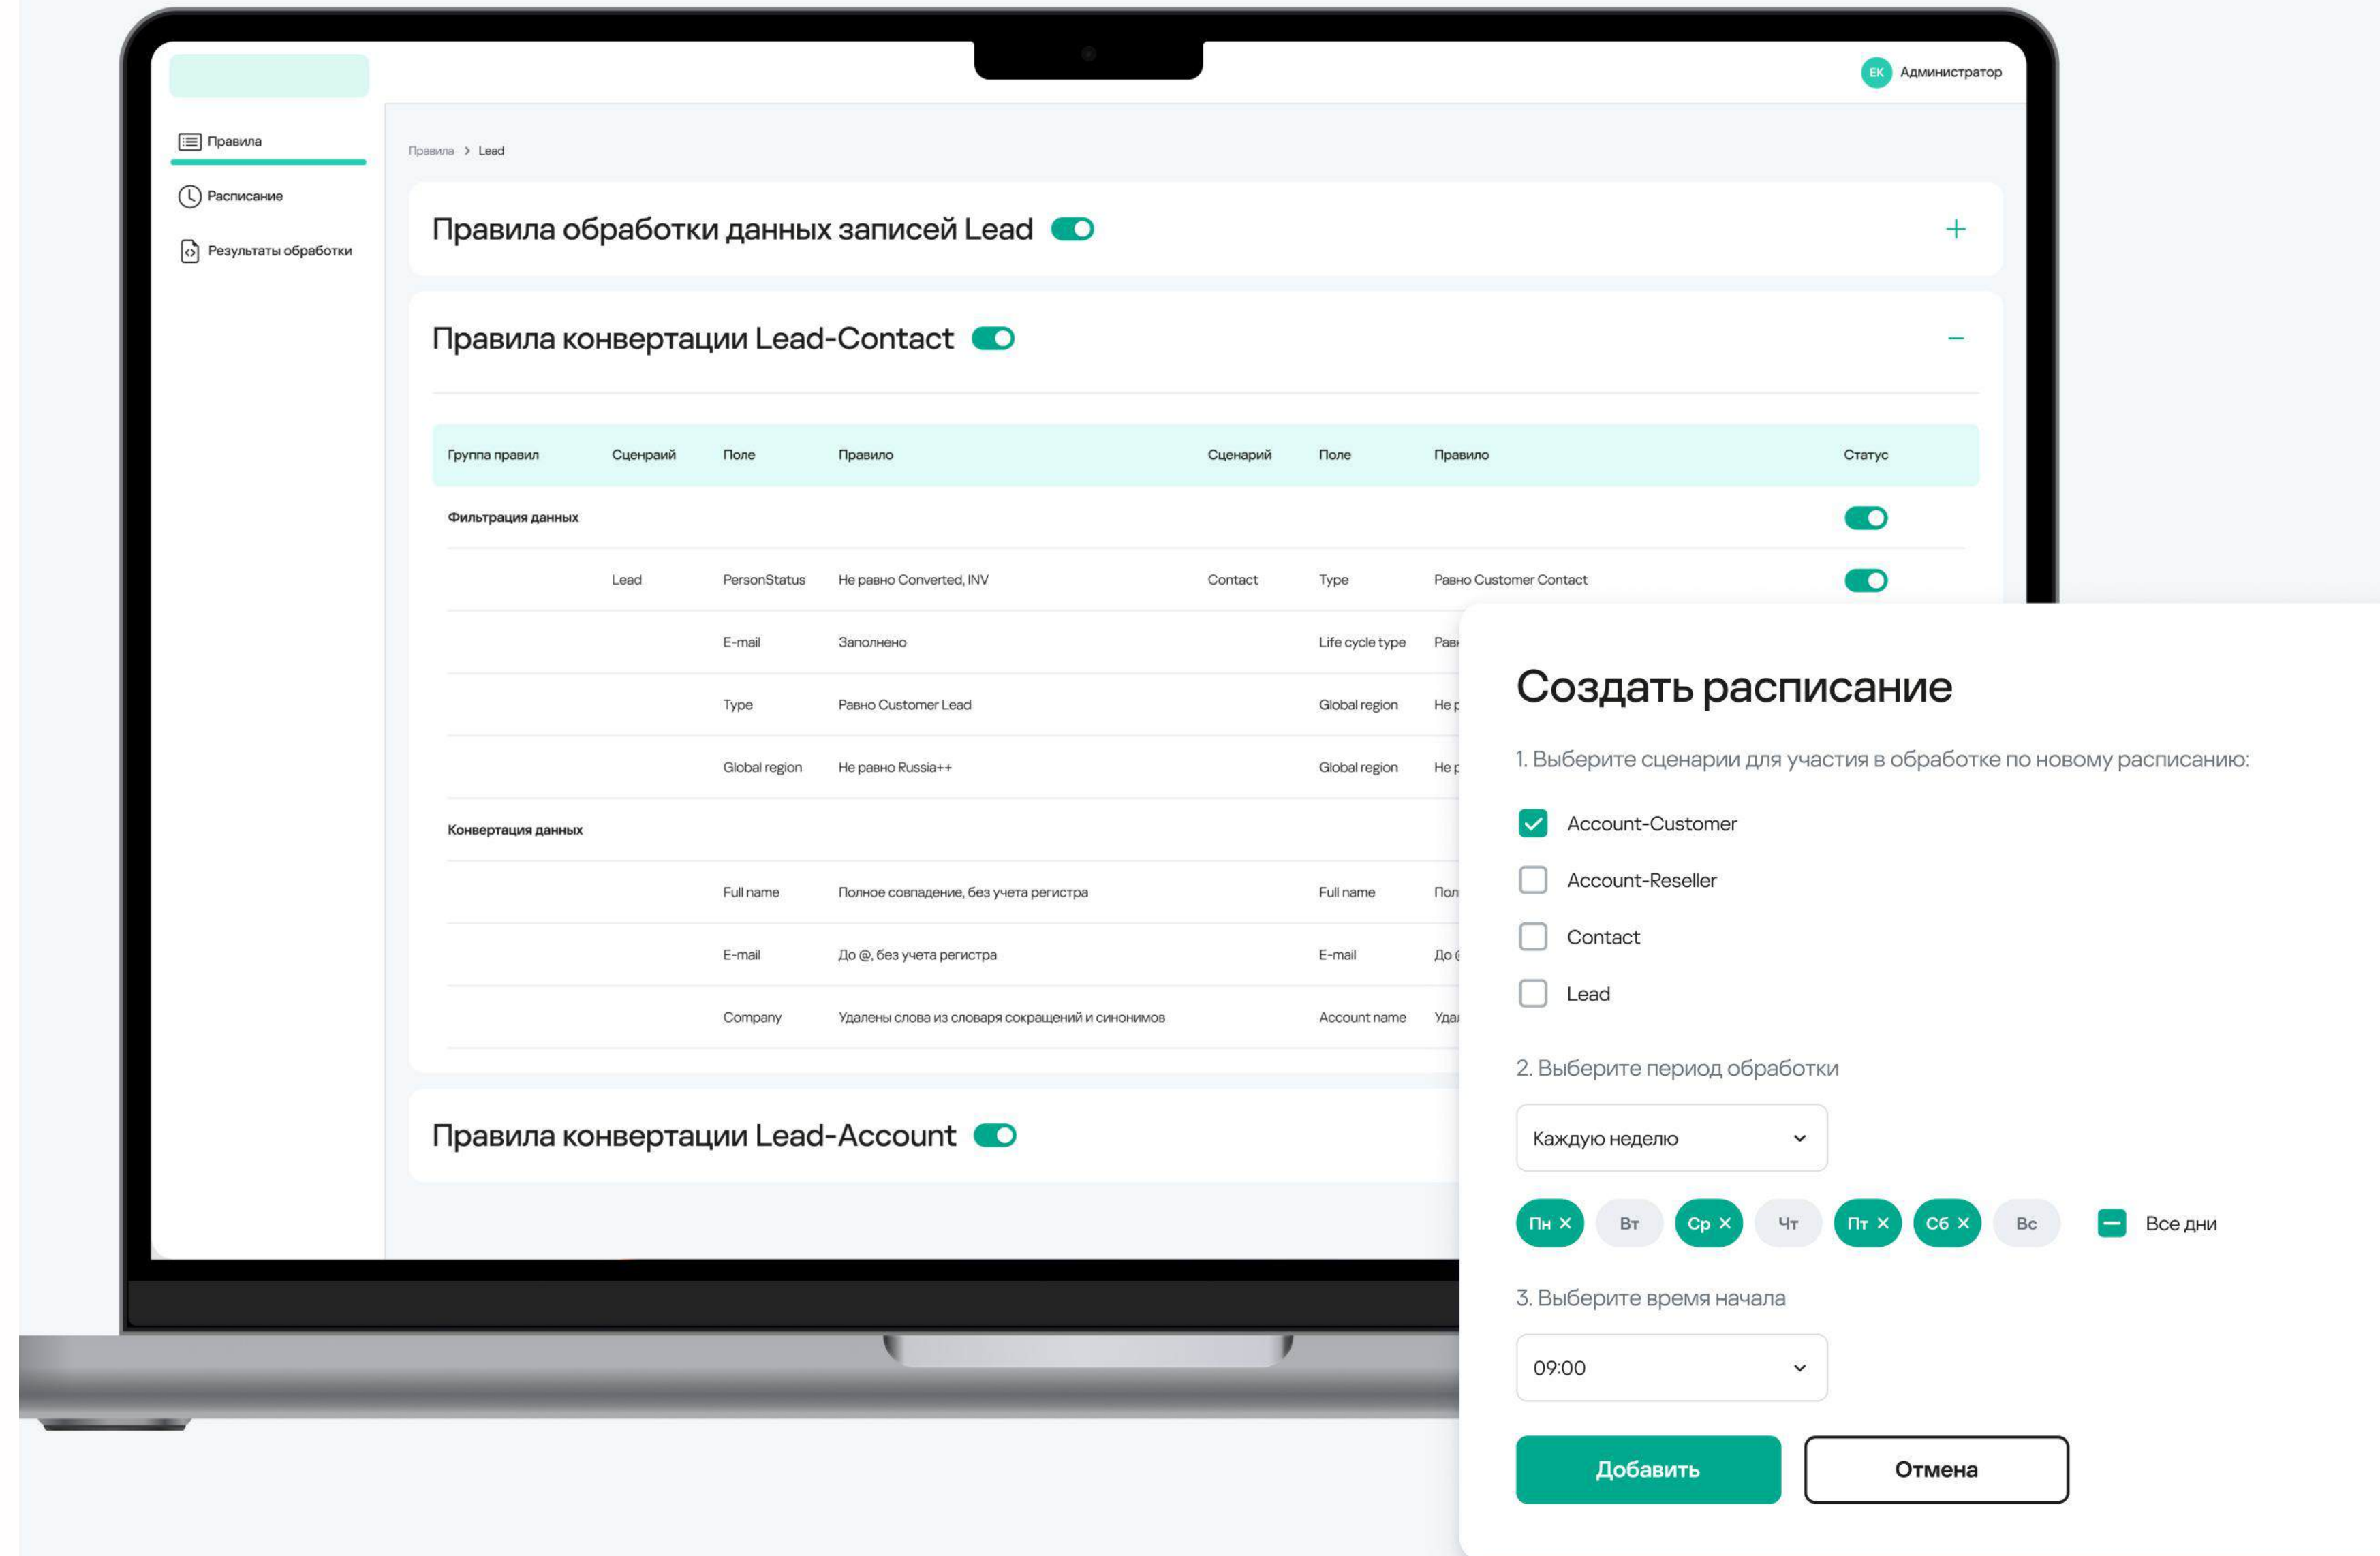 ЕК Администратор
Правила
Расписание
Результаты обработки
Правила > Lead
Правила обработки данных записей Lead
Правила конвертации Lead-Contact
Группа правил Сценраий Поле Правило Сценарий Поле Правило Статус
Фильтрация данных
Lead PersonStatus Не равно Converted, INV Contact Type Равно Customer Contact
E-mail Заполнено Life cycle type
Type Равно Customer Lead Global region Не
Global region Не равно Russia++ Global region Не
Конвертация данных
Full name Полное совпадение, без учета регистра Full name
E-mail До @, без учета регистра E-mail До
Company Удалены слова из словаря сокращений и синонимов Account name
Правила конвертации Lead-Account
Создать расписание
1. Выберите сценарии для участия в обработке по новому расписанию:
Account-Customer
Account-Reseller
Contact
Lead
2. Выберите период обработки
Каждую неделю
Пн × Вт Ср × Чт Пт × Сб × Вс Все дни
3. Выберите время начала
09:00
Добавить Отмена